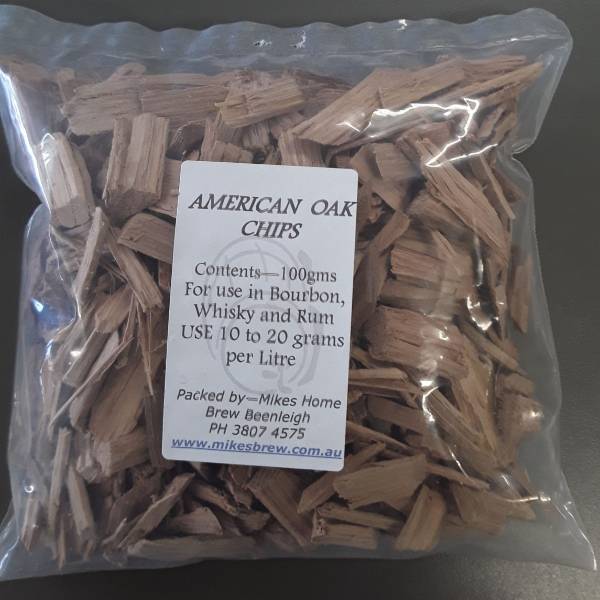 AMERICAN OAK
CHIPS
Contents—100gms
For use in Bourbon,
Whisky and Rum
USE 10 to 20 grams
per Litre
Packed by—Mikes Home
Brew Beenleigh
PH 3807 4575
www.mikesbrew.com.au